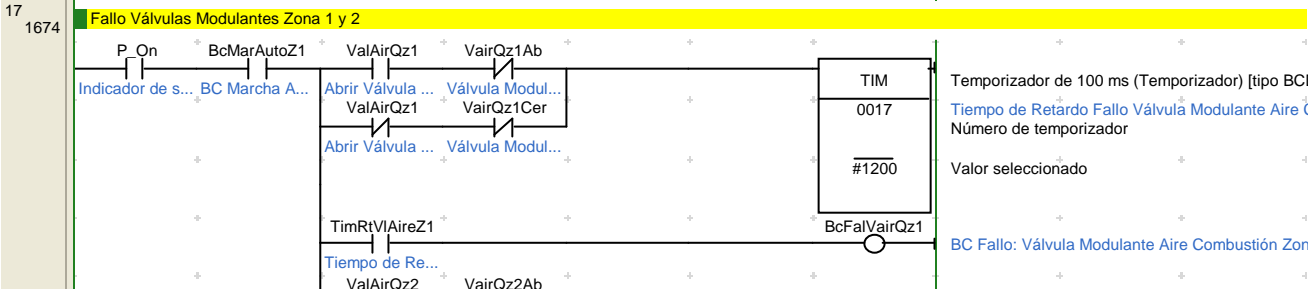 17
1674
Fallo Válvulas Modulantes Zona 1 y 2
P_On BcMarAutoZ1 ValAirQz1 VairQz1Ab
Indicador de s... BC Marcha A... Abrir Válvula ... Válvula Modul...
TIM Temporizador de 100 ms (Temporizador) [tipo
ValAirQz1 VairQz1Cer
0017 Tiempo de Retardo Fallo Válvula Modulante Aire
Número de temporizador
Abrir Válvula ... Válvula Modul...
#1200 Valor seleccionado
TimRtVlAireZ1 BcFalVairQz1
BC Fallo: Válvula Modulante Aire Combustión
Tiempo de Re...
ValAirQz2 VairQz2Ab